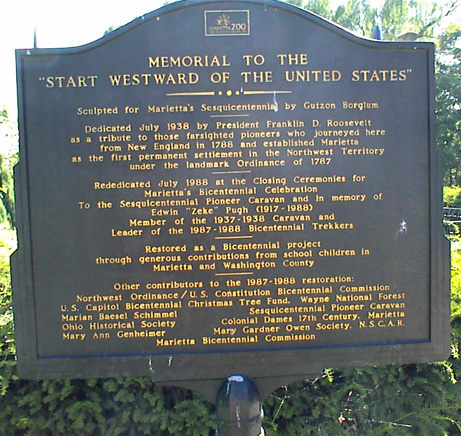 200
MEMORIAL TO THE
"START WESTWARD OF THE UNITED STATES"
Sculpted for Marietta's Sesquicentennial by Gutzon Borglum
Dedicated July 1938 by President Franklin D. Roosevelt
as a tribute to those farsighted pioneers who journeyed here
from New England in 1788 and established Marietta
as the first permanent settlement in the Northwest Territory
under the landmark Ordinance of 1787
Rededicated July 1988 at the Closing Ceremonies for
Marietta's Bicentennial Celebration
To the Sesquicentennial Pioneer Caravan and in memory of
Edwin "Zeke" Pugh (1917-1988)
Member of the 1937-1938 Caravan and
Leader of the 1987-1988 Bicentennial Trekkers
Restored as a Bicentennial project
through generous contributions from school children in
Marietta and Washington County
Other contributors to the 1987-1988 restoration:
Northwest Ordinance/U.S. Constitution Bicentennial Commission
U.S. Capitol Bicentennial Christmas Tree Fund, Wayne National Forest
Marian Baesel Schimmel Sesquicentennial Pioneer Caravan
Ohio Historical Society Colonial Dames 17th Century, Marietta
Mary Ann Genheimer Mary Gardner Owen Society, N.S.C.A.R.
Marietta Bicentennial Commission